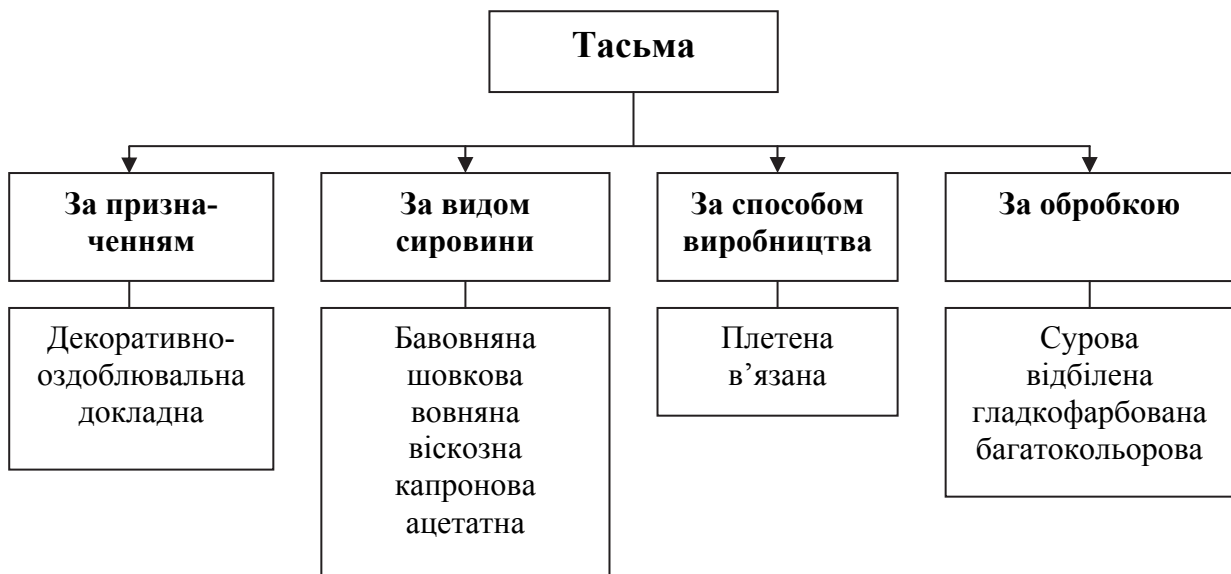 Тасьма
За призна-
ченням
За видом
сировини
За способом
виробництва
За обробкою
Декоративно-
оздоблювальна
докладна
Бавовняна
шовкова
вовняна
віскозна
капронова
ацетатна
Плетена
в’язана
Сурова
відбілена
гладкофарбована
багатокольорова